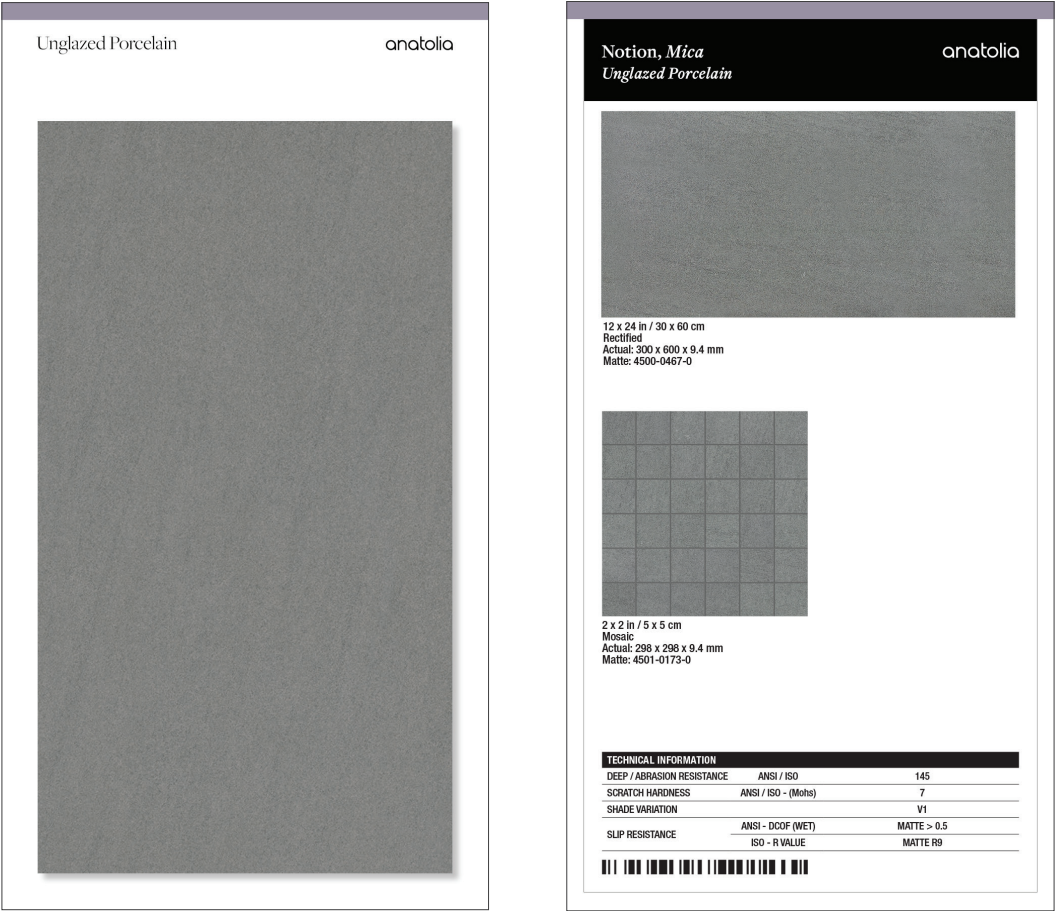 Unglazed Porcelain
anatolia
Notion, Mica
Unglazed Porcelain
anatolia
12 x 24 in / 30 x 60 cm
Rectified
Actual: 300 x 600 x 9.4 mm
Matte: 4500-0467-0
2 x 2 in / 5 x 5 cm
Mosaic
Actual: 298 x 298 x 9.4 mm
Matte: 4501-0173-0
TECHNICAL INFORMATION
DEEP / ABRASION RESISTANCE ANSI / ISO 145
SCRATCH HARDNESS ANSI / ISO - (Mohs) 7
SHADE VARIATION V1
SLIP RESISTANCE
ANSI - DCOF (WET) MATTE > 0.5
ISO - R VALUE MATTE R9